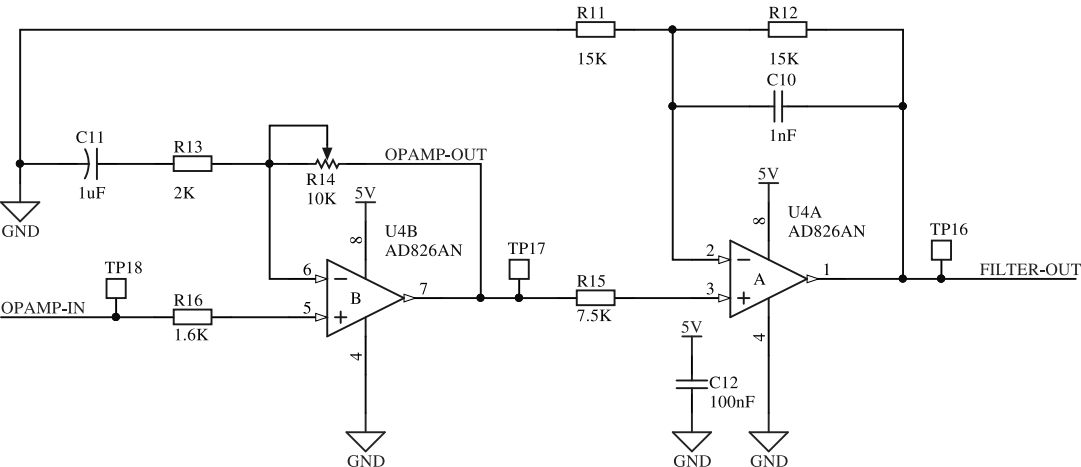 R11
15K
R12
15K
C10
1nF
C11
1uF
R13
2K
R14
10K
OPAMP-OUT
GND
5V
8
U4B
AD826AN
6
5
B
7
4
GND
TP18
OPAMP-IN
R16
1.6K
TP17
R15
7.5K
5V
8
U4A
AD826AN
2
3
A
1
4
GND
TP16
FILTER-OUT
5V
C12
100nF
GND